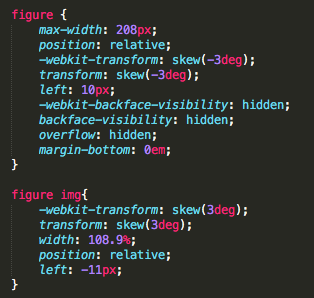 figure {
    max-width: 208px;
    position: relative;
    -webkit-transform: skew(-3deg);
    transform: skew(-3deg);
    left: 10px;
    -webkit-backface-visibility: hidden;
    backface-visibility: hidden;
    overflow: hidden;
    margin-bottom: 0em;
}
figure img{
    -webkit-transform: skew(3deg);
    transform: skew(3deg);
    width: 108.9%;
    position: relative;
    left: -11px;
}